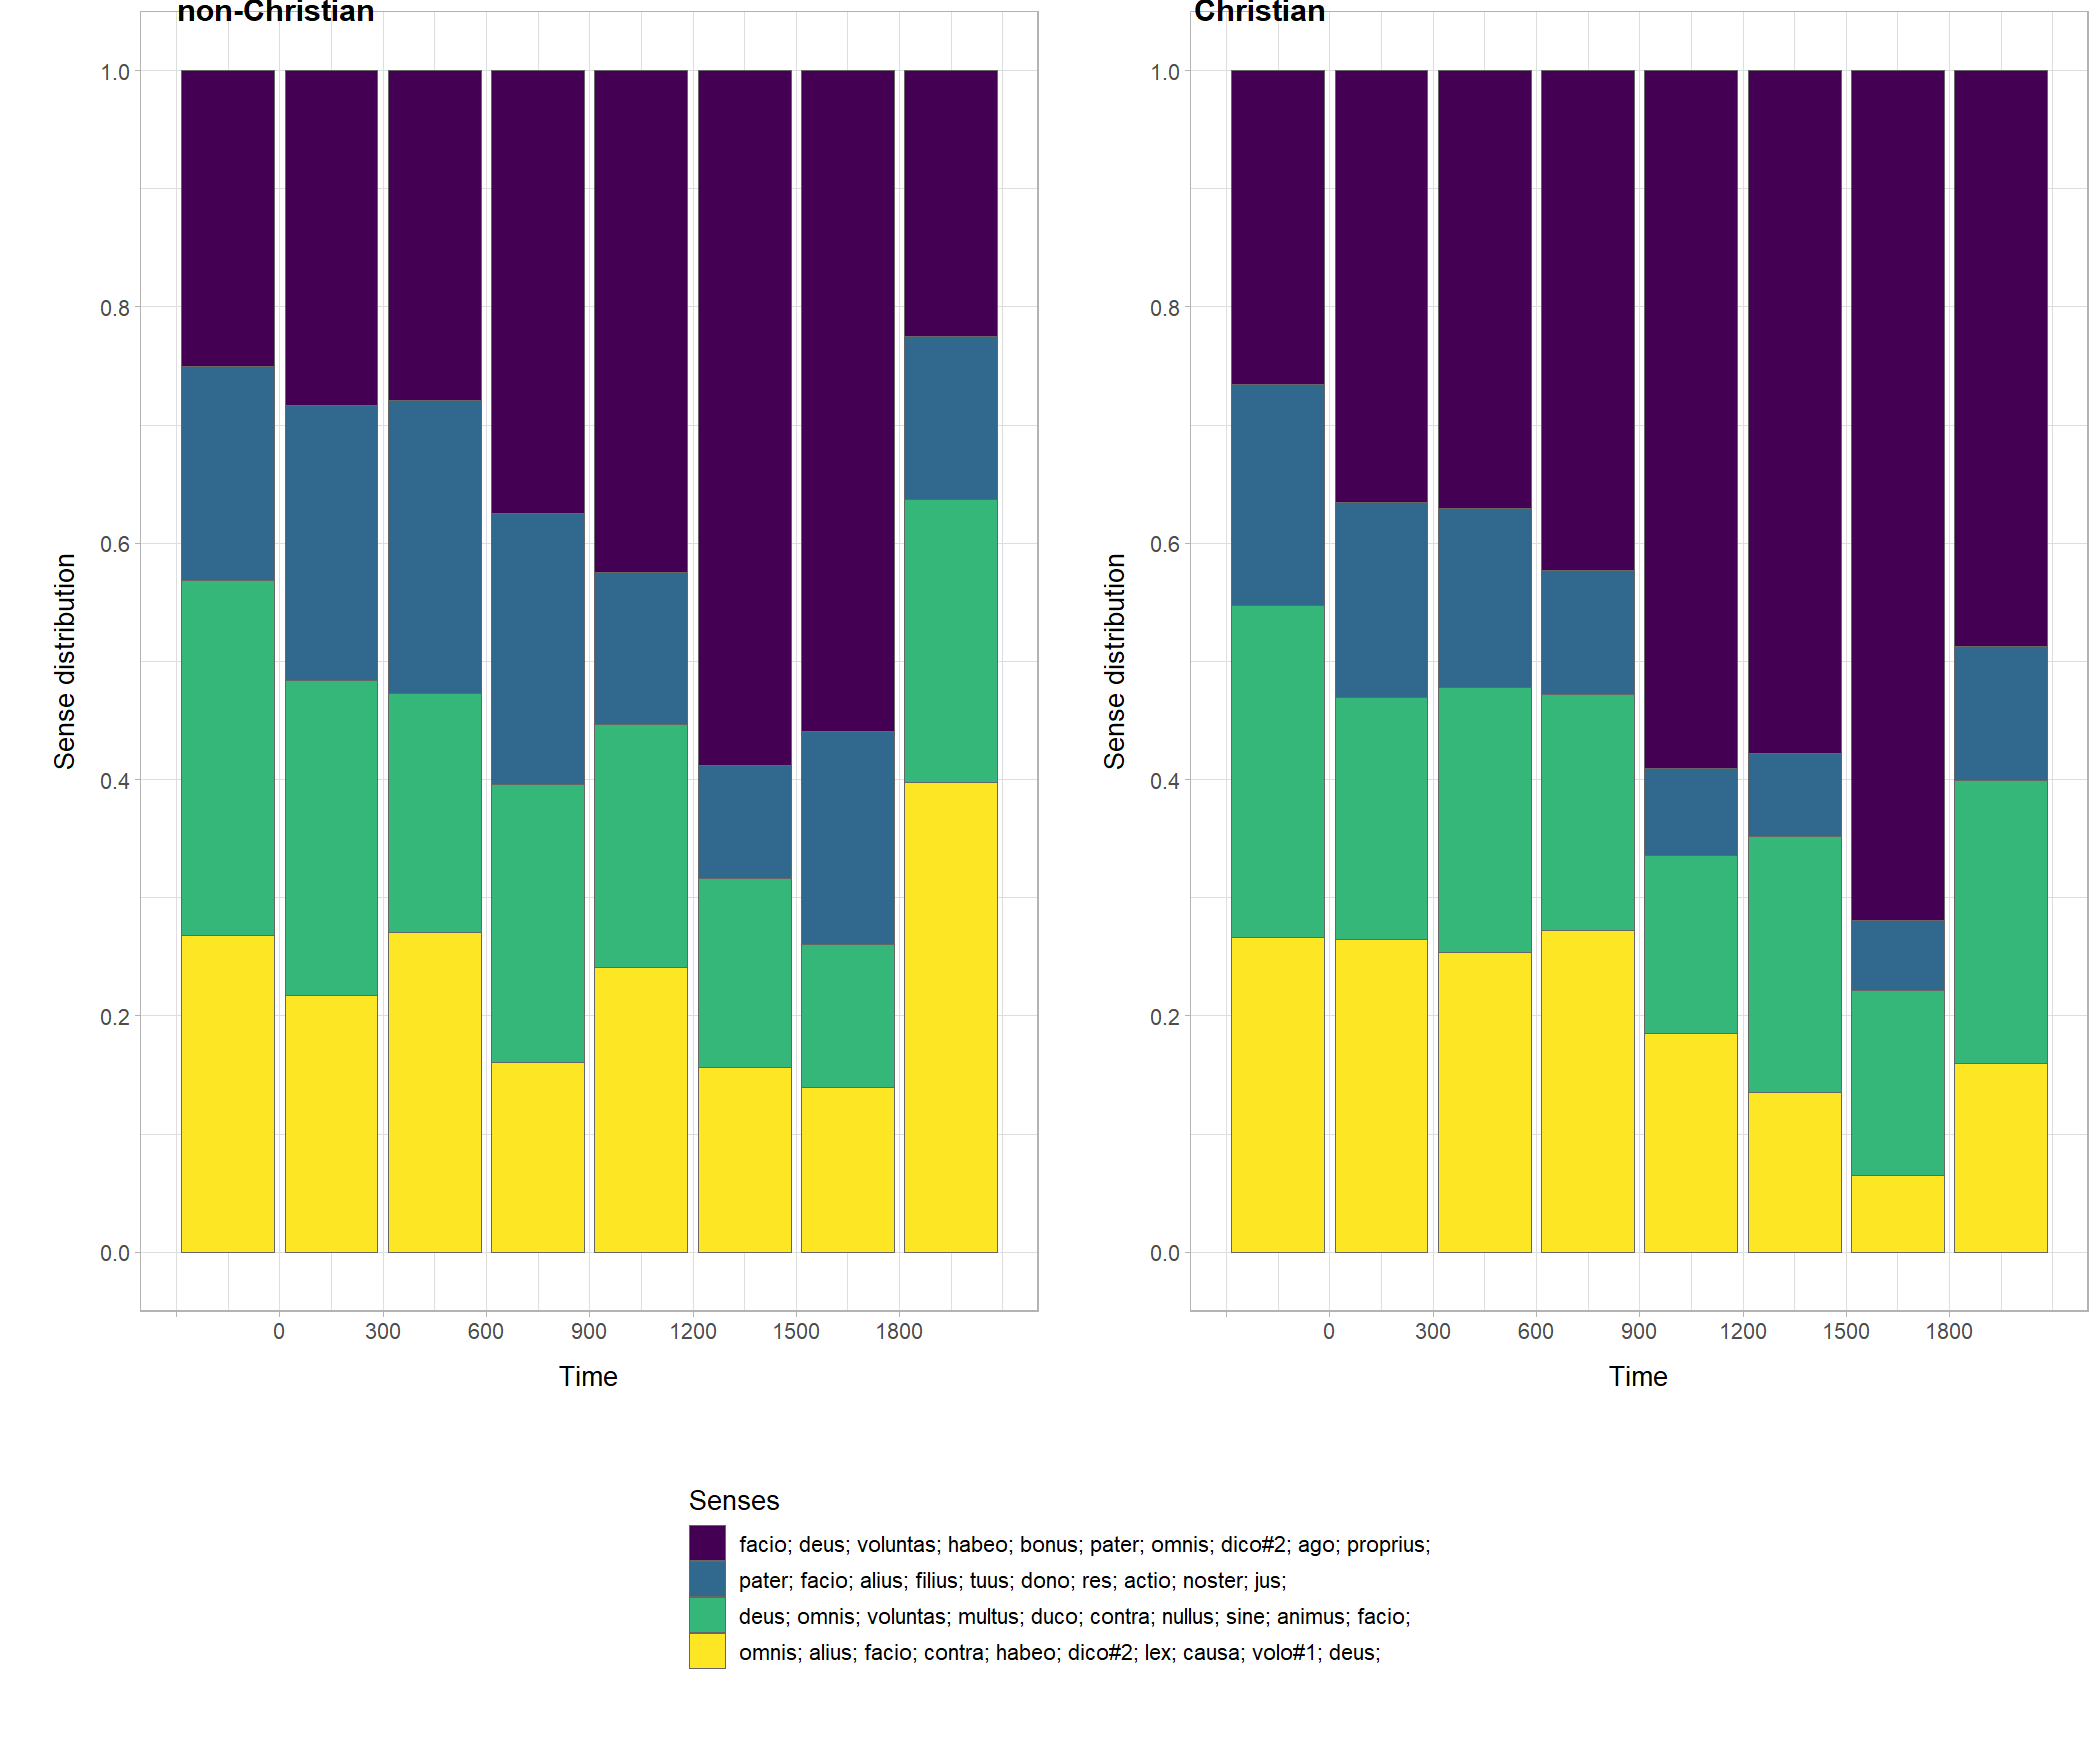 non-Christian
1.0
0.8
0.6
0.4
0.2
0.0
Sense distribution
0 300 600 900 1200 1500 1800
Time
Christian
1.0
0.8
0.6
0.4
0.2
0.0
Sense distribution
0 300 600 900 1200 1500 1800
Time
Senses
facio; deus; voluntas; habeo; bonus; pater; omnis; dico#2; ago; proprius;
pater; facio; alius; filius; tuus; dono; res; actio; noster; jus;
deus; omnis; voluntas; multus; duco; contra; nullus; sine; animus; facio;
omnis; alius; facio; contra; habeo; dico#2; lex; causa; volo#1; deus;